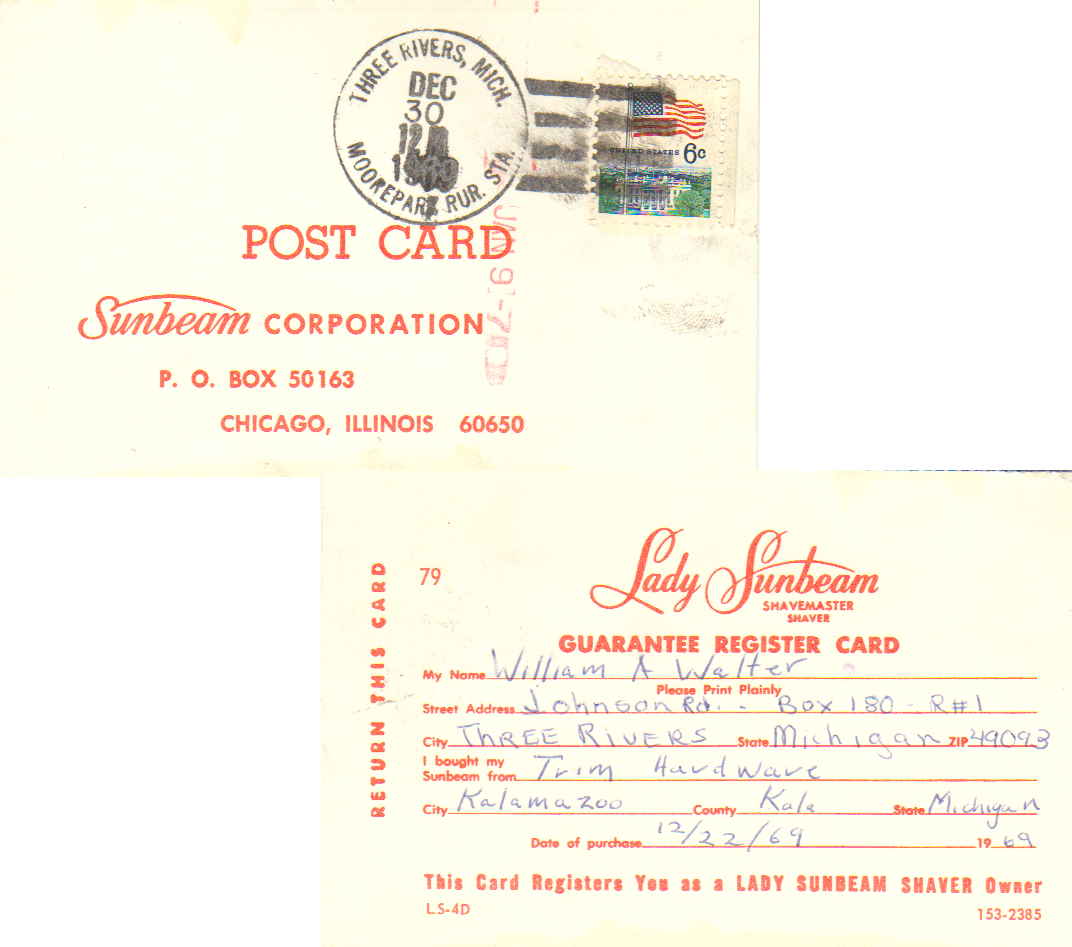 THREE RIVERS, MICH.
DEC
30
1969
MOOREPARK RUR. STA.
UNITED STATES 6c
POST CARD
JAN 9 - 70
Sunbeam CORPORATION
P. O. BOX 50163
CHICAGO, ILLINOIS 60650
RETURN THIS CARD
79
Lady Sunbeam
SHAVEMASTER
SHAVER
GUARANTEE REGISTER CARD
My Name William A Walter
Please Print Plainly
Street Address Johnson Rd. - Box 180 - R#1
City THREE RIVERS State Michigan ZIP 49093
I bought my
Sunbeam from Trim Hardware
City Kalamazoo County Kala State Michigan
Date of purchase 12/22/69 19 69
This Card Registers You as a LADY SUNBEAM SHAVER Owner
LS-4D 153-2385